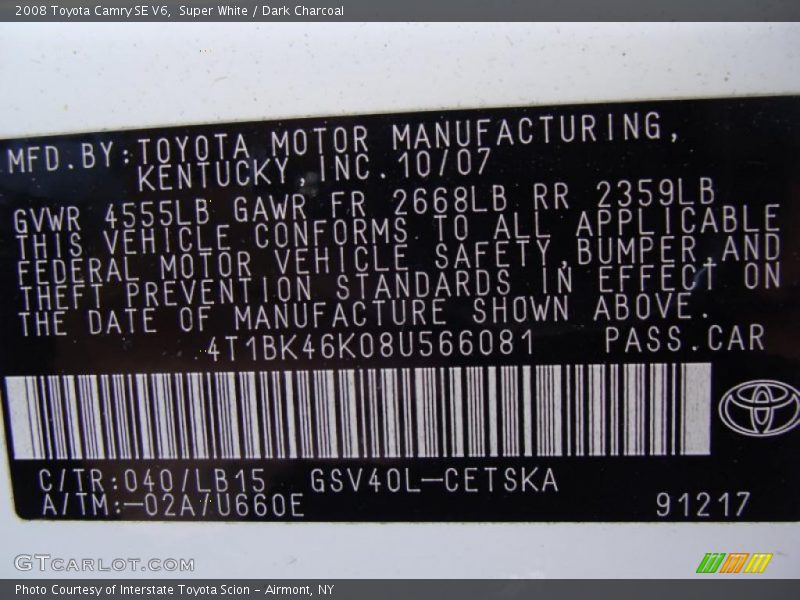 2008 Toyota Camry SE V6,  Super White / Dark Charcoal
MFD.BY:TOYOTA MOTOR MANUFACTURING,
KENTUCKY,INC.10/07
GVWR 4555LB GAWR FR 2668LB RR 2359LB
THIS VEHICLE CONFORMS TO ALL APPLICABLE
FEDERAL MOTOR VEHICLE SAFETY,BUMPER,AND
THEFT PREVENTION STANDARDS IN EFFECT ON
THE DATE OF MANUFACTURE SHOWN ABOVE.
4T1BK46K08U566081 PASS.CAR
C/TR:040/LB15 GSV40L-CETSKA
A/TM:-02A/U660E 91217
GTCARLOT.COM
Photo Courtesy of Interstate Toyota Scion - Airmont, NY